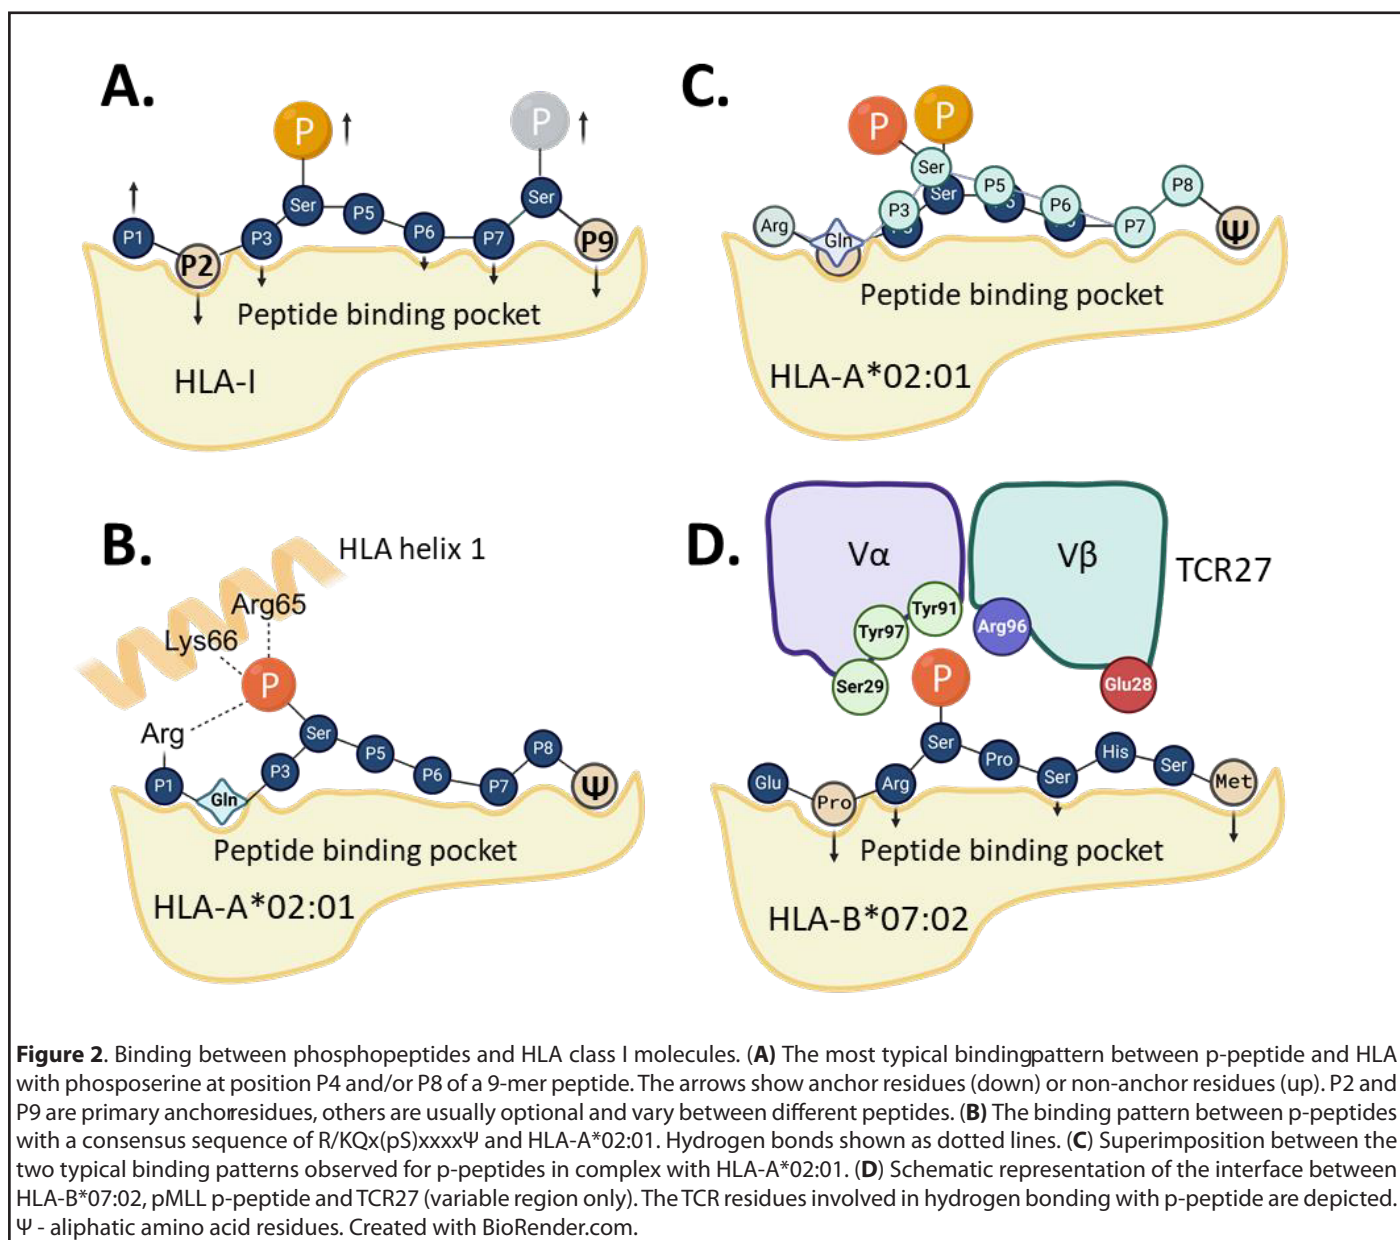 A.
P
P
P1
P2
P3
Ser
P5
P6
P7
Ser
P9
Peptide binding pocket
HLA-I
C.
P
P
Arg
Gln
P3
Ser
Ser
P5
P6
P7
P8
Ψ
Peptide binding pocket
HLA-A*02:01
B.
HLA helix 1
Arg65
Lys66
P
Arg
P1
Gln
P3
Ser
P5
P6
P7
P8
Ψ
Peptide binding pocket
HLA-A*02:01
D.
Vα
Vβ
TCR27
Tyr91
Tyr97
Ser29
Arg96
Glu28
P
Glu
Pro
Arg
Ser
Pro
Ser
His
Ser
Met
Peptide binding pocket
HLA-B*07:02
Figure 2. Binding between phosphopeptides and HLA class I molecules. (A) The most typical bindingpattern between p-peptide and HLA
with phosposerine at position P4 and/or P8 of a 9-mer peptide. The arrows show anchor residues (down) or non-anchor residues (up). P2 and
P9 are primary anchorresidues, others are usually optional and vary between different peptides. (B) The binding pattern between p-peptides
with a consensus sequence of R/KQx(pS)xxxxΨ and HLA-A*02:01. Hydrogen bonds shown as dotted lines. (C) Superimposition between the
two typical binding patterns observed for p-peptides in complex with HLA-A*02:01. (D) Schematic representation of the interface between
HLA-B*07:02, pMLL p-peptide and TCR27 (variable region only). The TCR residues involved in hydrogen bonding with p-peptide are depicted.
Ψ - aliphatic amino acid residues. Created with BioRender.com.